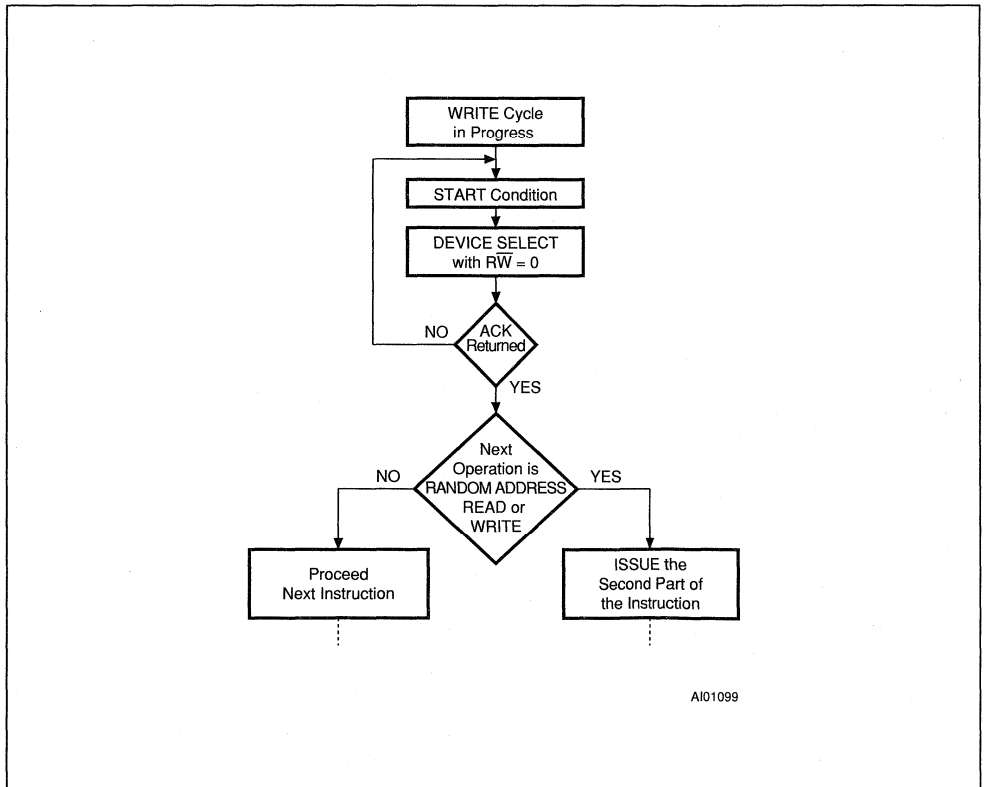 WRITE Cycle
in Progress
START Condition
DEVICE SELECT
with RW̅ = 0
NO
ACK
Returned
YES
Next
Operation is
RANDOM ADDRESS
READ or
WRITE
NO
YES
Proceed
Next Instruction
ISSUE the
Second Part of
the Instruction
AI01099